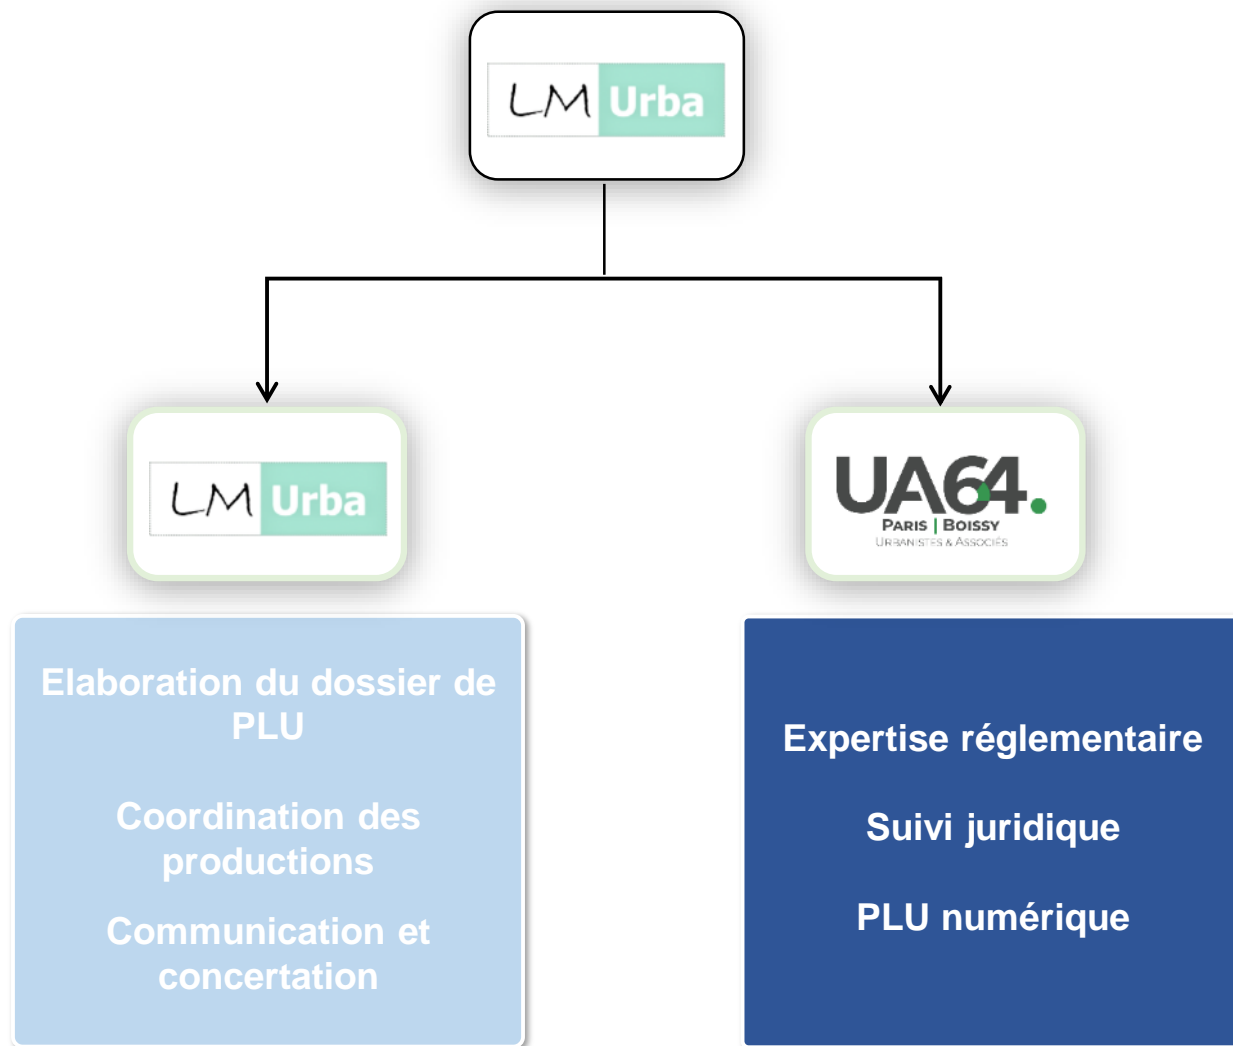 LM Urba
LM Urba
UA64.
PARIS | BOISSY
URBANISTES & ASSOCIÉS
Elaboration du dossier de
PLU
Coordination des
productions
Communication et
concertation
Expertise réglementaire
Suivi juridique
PLU numérique